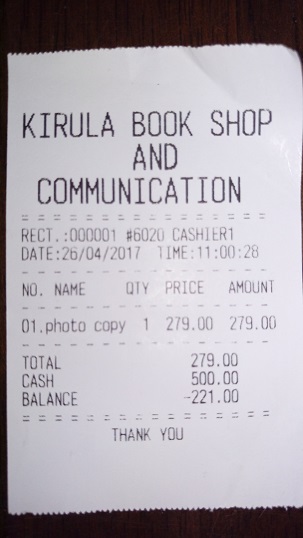 KIRULA BOOK SHOP
AND
COMMUNICATION
RECT.:000001 #6020 CASHIER1
DATE:26/04/2017 TIME:11:00:28
NO. NAME QTY PRICE AMOUNT
01.photo copy 1 279.00 279.00
TOTAL 279.00
CASH 500.00
BALANCE -221.00
THANK YOU